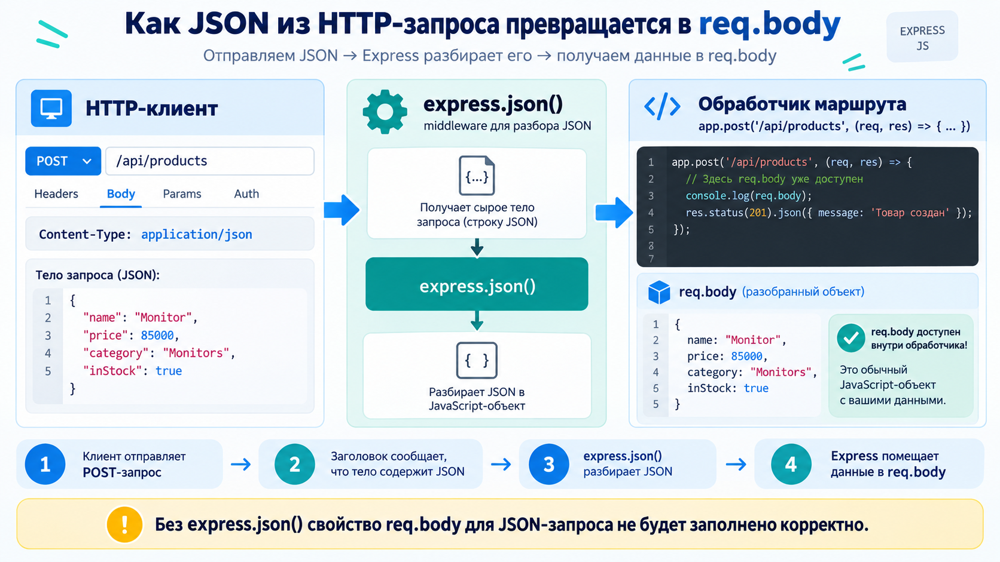 Как JSON из HTTP-запроса превращается в req.body
Отправляем JSON → Express разбирает его → получаем данные в req.body
EXPRESS
JS
HTTP-клиент
POST
/api/products
Headers
Body
Params
Auth
Content-Type: application/json
Тело запроса (JSON):
1 {
2 "name": "Monitor",
3 "price": 85000,
4 "category": "Monitors",
5 "inStock": true
}
express.json()
middleware для разбора JSON
{...}
Получает сырое тело
запроса (строку JSON)
express.json()
{ }
Разбирает JSON в
JavaScript-объект
Обработчик маршрута
app.post('/api/products', (req, res) => { ... })
1 app.post('/api/products', (req, res) => {
2 // Здесь req.body уже доступен
3 console.log(req.body);
4 res.status(201).json({ message: 'Товар создан' });
5 });
8
7
req.body (разобранный объект)
1 {
2 name: "Monitor",
3 price: 85000,
4 category: "Monitors",
6 inStock: true
5 }
req.body доступен
внутри обработчика!
Это обычный
JavaScript-объект
с вашими данными.
1
Клиент отправляет
POST-запрос
2
Заголовок сообщает,
что тело содержит JSON
3
express.json()
разбирает JSON
4
Express помещает
данные в req.body
! Без express.json() свойство req.body для JSON-запроса не будет заполнено корректно.